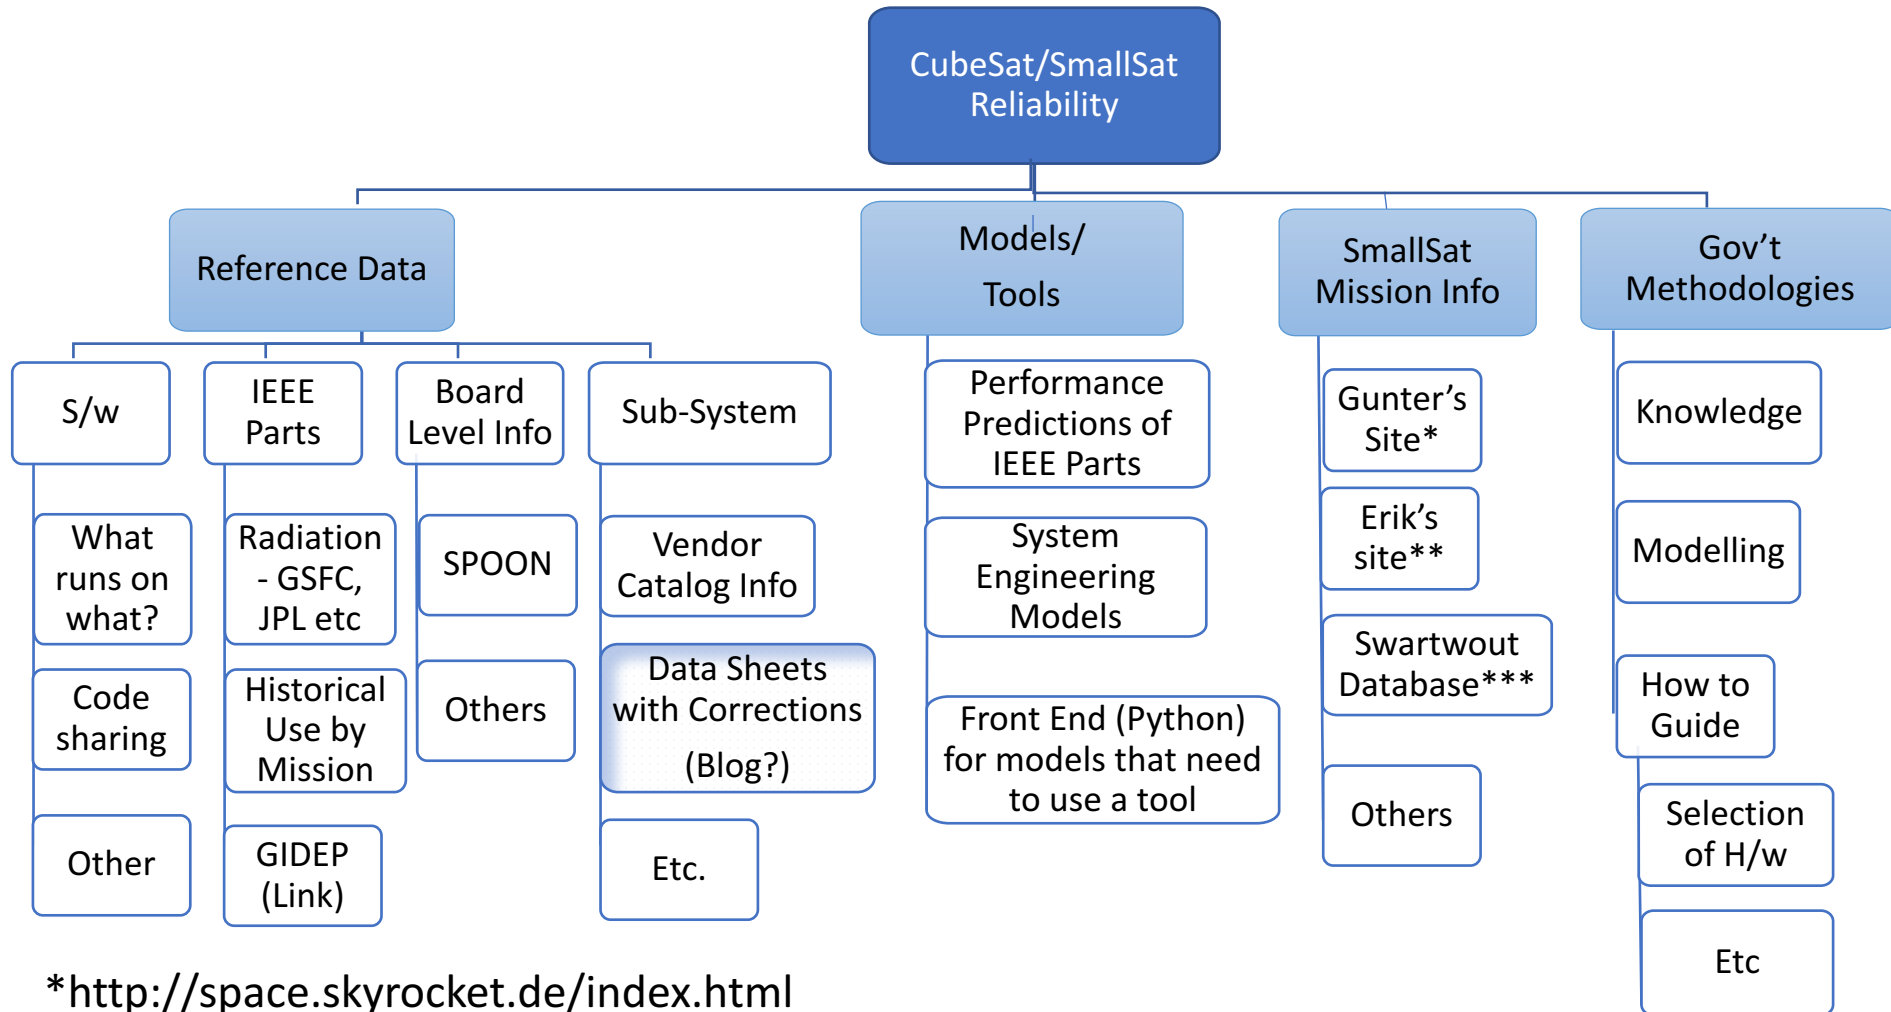 CubeSat/SmallSat
Reliability
Reference Data
Models/
Tools
SmallSat
Mission Info
Gov’t
Methodologies
S/w
IEEE
Parts
Board
Level Info
Sub-System
What
runs on
what?
Code
sharing
Other
Radiation
- GSFC,
JPL etc
Historical
Use by
Mission
GIDEP
(Link)
SPOON
Others
Vendor
Catalog Info
Data Sheets
with Corrections
(Blog?)
Etc.
Performance
Predictions of
IEEE Parts
System
Engineering
Models
Front End (Python)
for models that need
to use a tool
Gunter’s
Site*
Erik’s
site**
Swartwout
Database***
Others
Knowledge
Modelling
How to
Guide
Selection
of H/w
Etc
*http://space.skyrocket.de/index.html